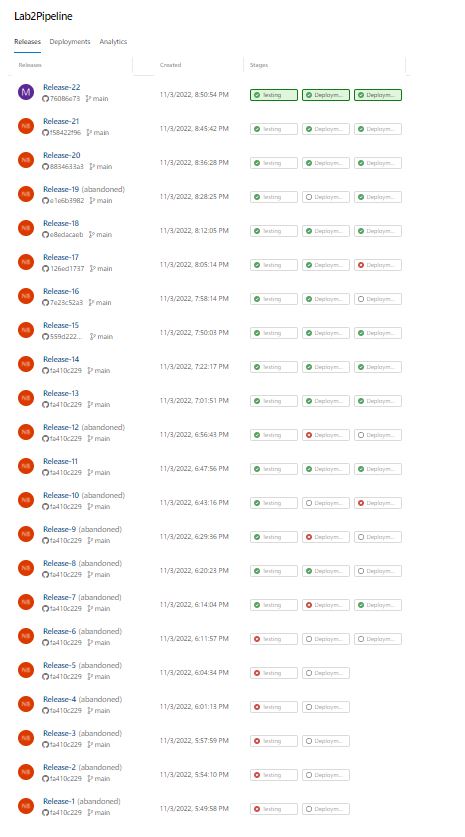 Lab2Pipeline
Releases Deployments Analytics
Releases Created Stages
M Release-22 11/3/2022, 8:50:54 PM Testing Deploym... Deploym...
76086e73 main
NB Release-21 11/3/2022, 8:45:42 PM Testing Deploym... Deploym...
f58422f96 main
NB Release-20 11/3/2022, 8:36:28 PM Testing Deploym... Deploym...
8834633a3 main
NB Release-19 (abandoned) 11/3/2022, 8:28:25 PM Testing Deploym... Deploym...
e1e6b3982 main
NB Release-18 11/3/2022, 8:12:05 PM Testing Deploym... Deploym...
e8edacaeb main
NB Release-17 11/3/2022, 8:05:14 PM Testing Deploym... Deploym...
126ed1737 main
NB Release-16 11/3/2022, 7:58:14 PM Testing Deploym... Deploym...
7e23c52a3 main
NB Release-15 11/3/2022, 7:50:03 PM Testing Deploym... Deploym...
559d222... main
NB Release-14 11/3/2022, 7:22:17 PM Testing Deploym... Deploym...
fa410c229 main
NB Release-13 11/3/2022, 7:01:51 PM Testing Deploym... Deploym...
fa410c229 main
NB Release-12 (abandoned) 11/3/2022, 6:56:43 PM Testing Deploym... Deploym...
fa410c229 main
NB Release-11 11/3/2022, 6:47:56 PM Testing Deploym... Deploym...
fa410c229 main
NB Release-10 (abandoned) 11/3/2022, 6:43:16 PM Testing Deploym... Deploym...
fa410c229 main
NB Release-9 (abandoned) 11/3/2022, 6:29:36 PM Testing Deploym... Deploym...
fa410c229 main
NB Release-8 (abandoned) 11/3/2022, 6:20:23 PM Testing Deploym... Deploym...
fa410c229 main
NB Release-7 (abandoned) 11/3/2022, 6:14:04 PM Testing Deploym... Deploym...
fa410c229 main
NB Release-6 (abandoned) 11/3/2022, 6:11:57 PM Testing Deploym... Deploym...
fa410c229 main
NB Release-5 (abandoned) 11/3/2022, 6:04:34 PM Testing Deploym...
fa410c229 main
NB Release-4 (abandoned) 11/3/2022, 6:01:13 PM Testing Deploym...
fa410c229 main
NB Release-3 (abandoned) 11/3/2022, 5:57:59 PM Testing Deploym...
fa410c229 main
NB Release-2 (abandoned) 11/3/2022, 5:54:10 PM Testing Deploym...
fa410c229 main
NB Release-1 (abandoned) 11/3/2022, 5:49:58 PM Testing Deploym...
fa410c229 main